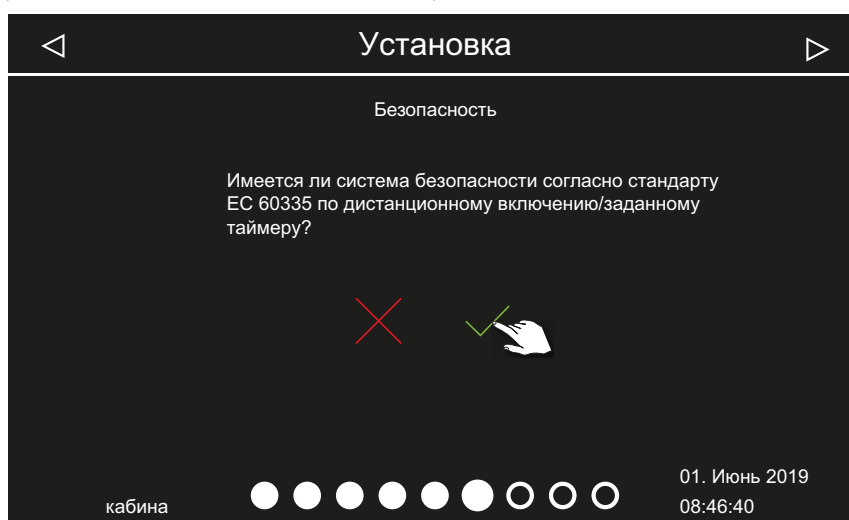 Установка
Безопасность
Имеется ли система безопасности согласно стандарту
ЕС 60335 по дистанционному включению/заданному
таймеру?
01. Июнь 2019
кабина
08:46:40